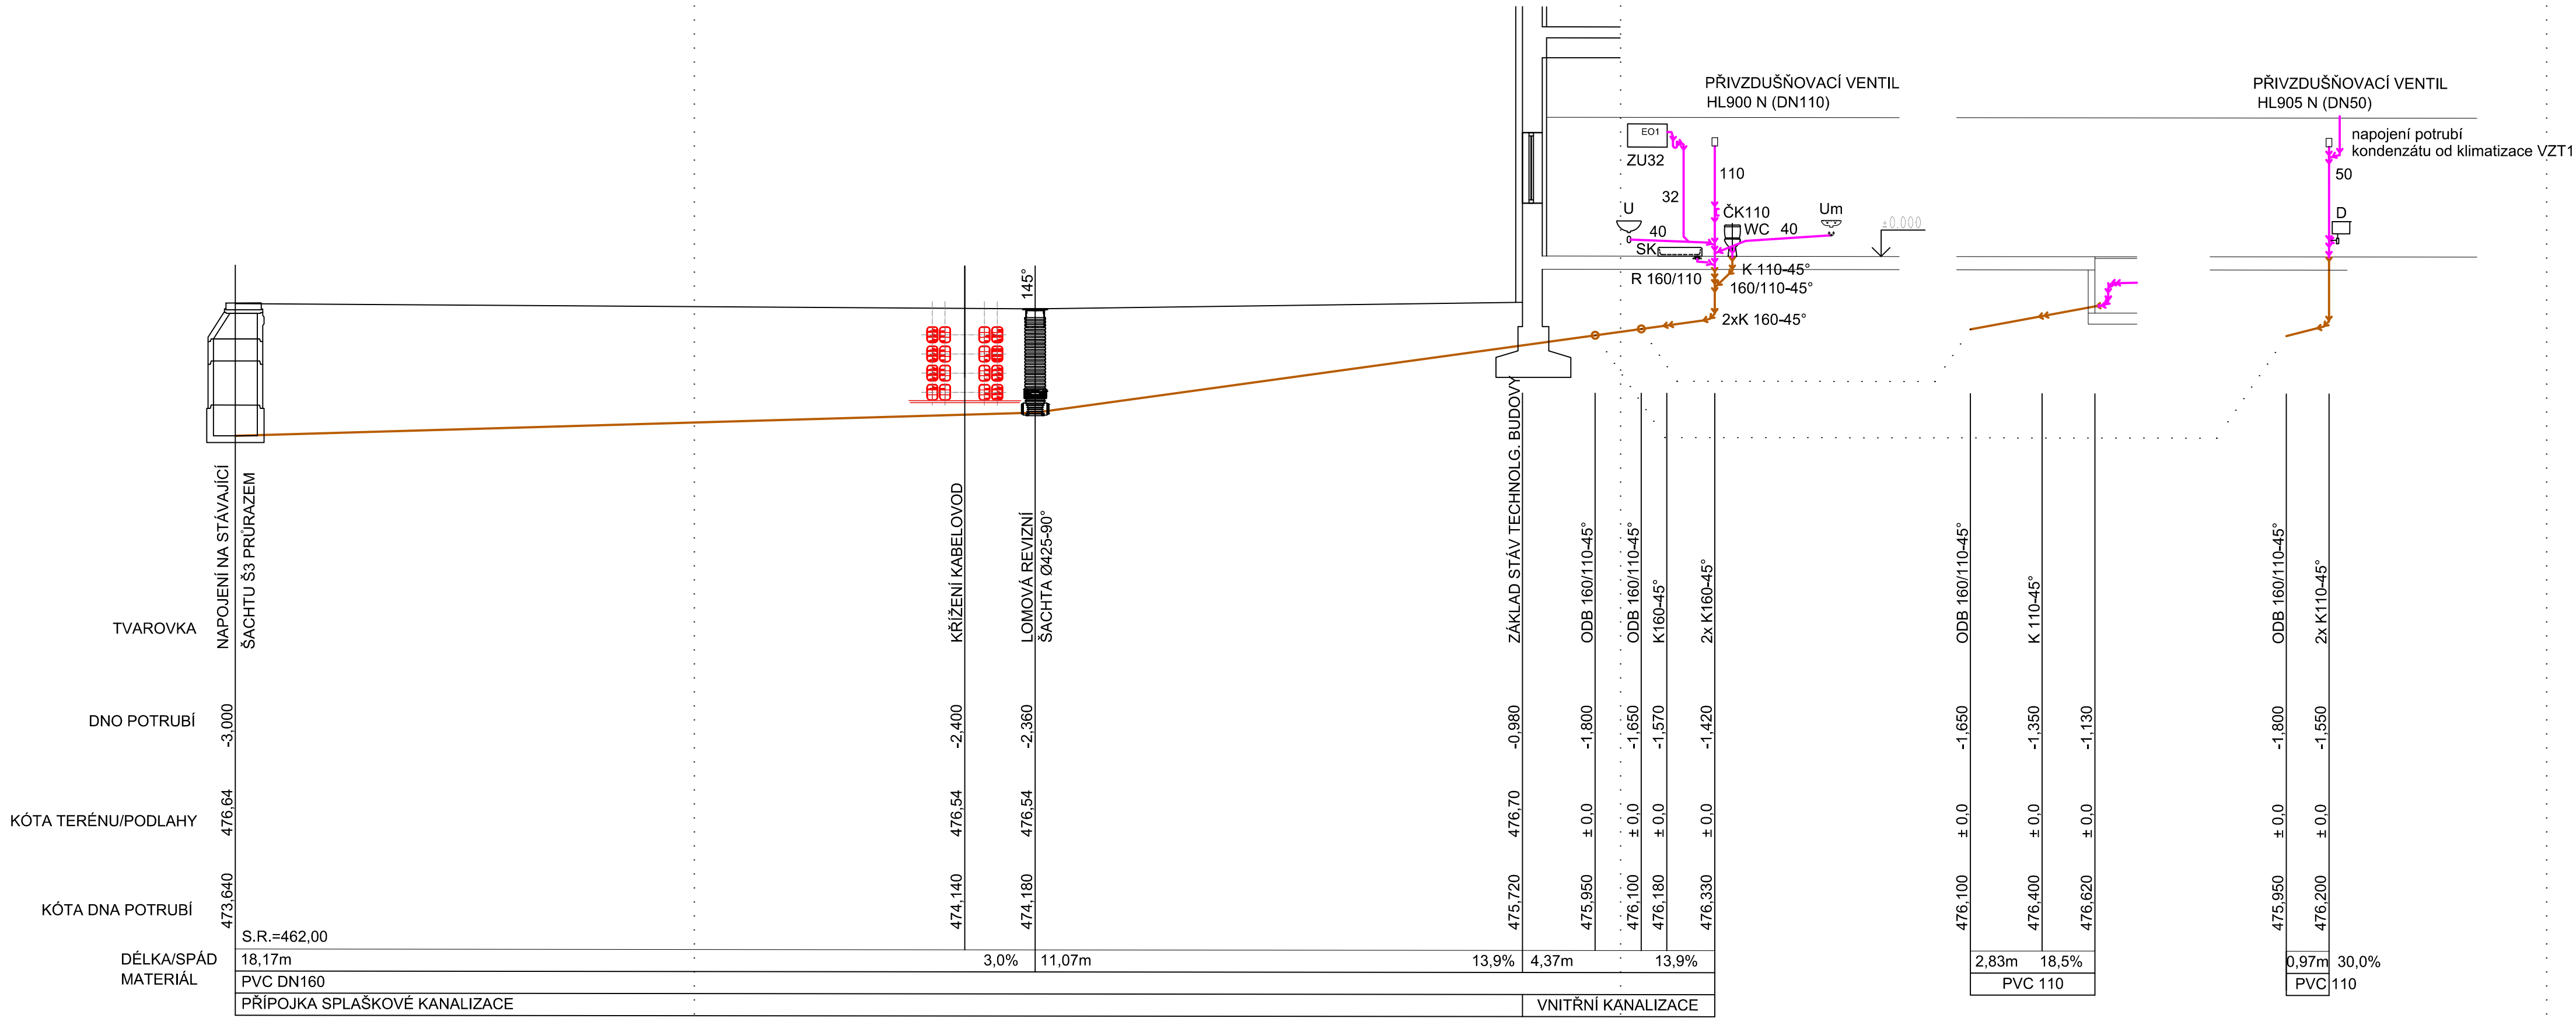 PŘIVZDUŠŇOVACÍ VENTIL
HL900 N (DN110)
PŘIVZDUŠŇOVACÍ VENTIL
HL905 N (DN50)
napojení potrubí
kondenzátu od klimatizace VZT1
EO1
ZU32
110
50
32
U
40
ČK110
WC
40
Um
±0.000
D
SK
K 110-45°
R 160/110
160/110-45°
2xK 160-45°
145°
TVAROVKA
NAPOJENÍ NA STÁVAJÍCÍ
ŠACHTU Š3 PRŮRAZEM
KŘÍŽENÍ KABELOVOD
LOMOVÁ REVIZNÍ
ŠACHTA Ø425-90°
ZÁKLAD STÁV TECHNOLG. BUDOVY
ODB 160/110-45°
ODB 160/110-45°
K160-45°
2x K160-45°
ODB 160/110-45°
K 110-45°
ODB 160/110-45°
2x K110-45°
DNO POTRUBÍ
-3,000
-2,400
-2,360
-0,980
-1,800
-1,650
-1,570
-1,420
-1,650
-1,350
-1,130
-1,800
-1,550
KÓTA TERÉNU/PODLAHY
476,64
476,54
476,54
476,70
± 0,0
± 0,0
± 0,0
± 0,0
± 0,0
± 0,0
± 0,0
± 0,0
± 0,0
KÓTA DNA POTRUBÍ
473,640
474,140
474,180
475,720
475,950
476,100
476,180
476,330
476,100
476,400
476,620
475,950
476,200
S.R.=462,00
DÉLKA/SPÁD
18,17m
3,0%
11,07m
13,9%
4,37m
13,9%
2,83m
18,5%
0,97m
30,0%
MATERIÁL
PVC DN160
PVC 110
PVC 110
PŘÍPOJKA SPLAŠKOVÉ KANALIZACE
VNITŘNÍ KANALIZACE